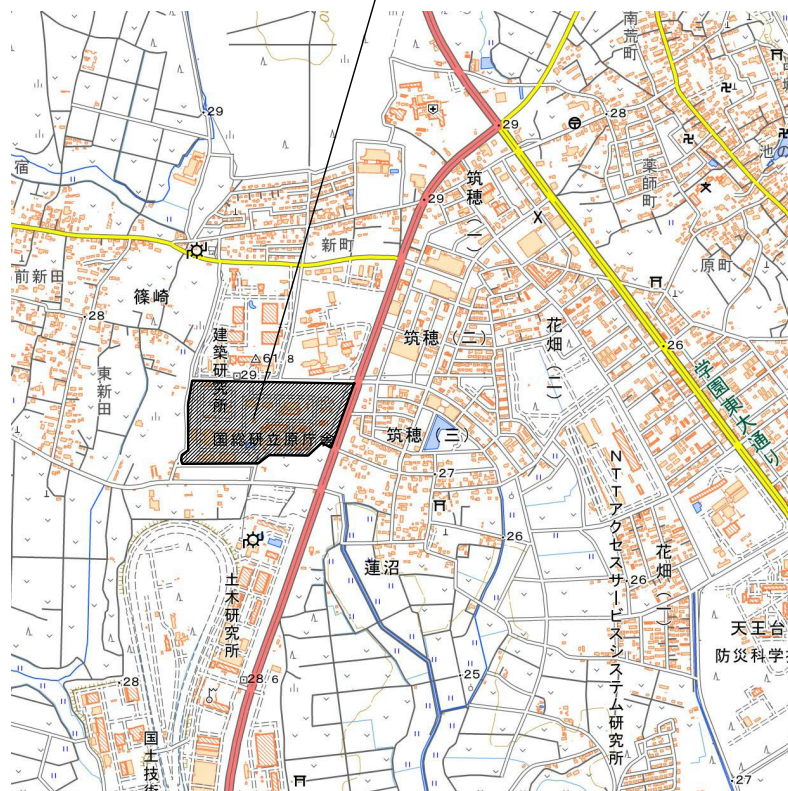 南荒町
29
29
28
宿
薬師町
池の
筑穂（一）
29
新町
原町
前新田
篠崎
28
建築研究所
筑穂（二）
花畑（二）
26
61.8
29.7
東新田
学園東大通り
国総研立原庁舎
筑穂（三）
27
NTTアクセスサービスシステム研究所
26
蓮沼
花畑（一）
26
土木研究所
天王台
防災科学技
28
28.6
25
国土技術
27